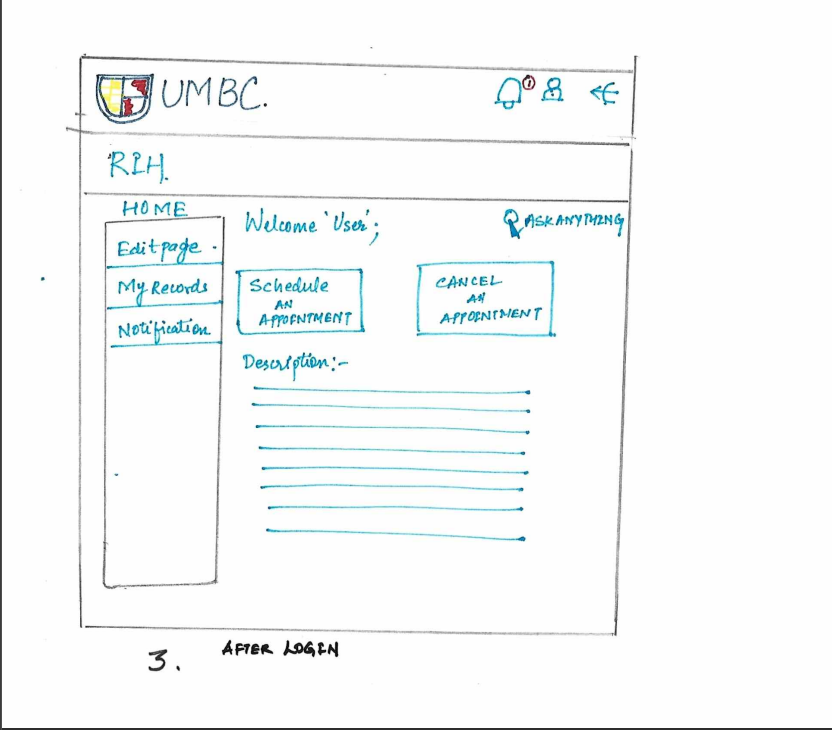 UMBC.
1
RIH.
HOME
Welcome 'User';
ASK ANYTHING
Edit page .
My Records
Notification
Schedule
AN
APPOINTMENT
CANCEL
AN
APPOINTMENT
Description:-
3. AFTER LOGIN